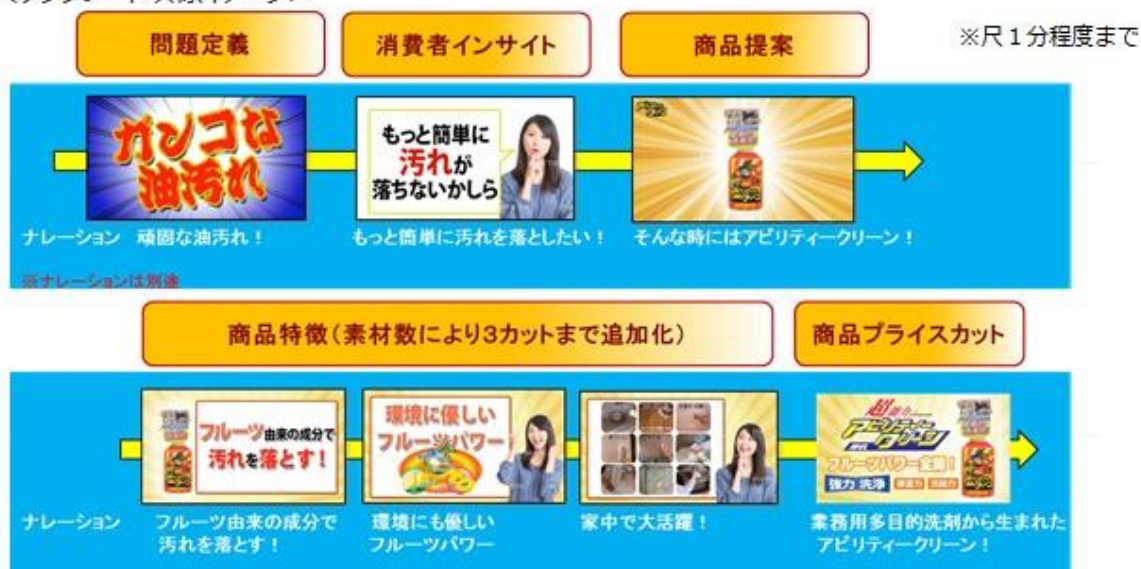 問題定義
消費者インサイト
商品提案
※尺1分程度まで
ガンコな
油汚れ
もっと簡単に
汚れが
落ちないかしら
ナレーション 頑固な油汚れ!
もっと簡単に汚れを落としたい!
そんな時にはアビリティークリーン!
※ナレーションは別途
商品特徴(素材数により3カットまで追加化)
商品プライスカット
フルーツ由来の成分で
汚れを落とす!
環境に優しい
フルーツパワー
超
アビリティー
クリーン
フルーツパワー全開!
強力 洗浄
ナレーション
フルーツ由来の成分で
汚れを落とす!
環境にも優しい
フルーツパワー
家中で大活躍!
業務用多目的洗剤から生まれた
アビリティークリーン!